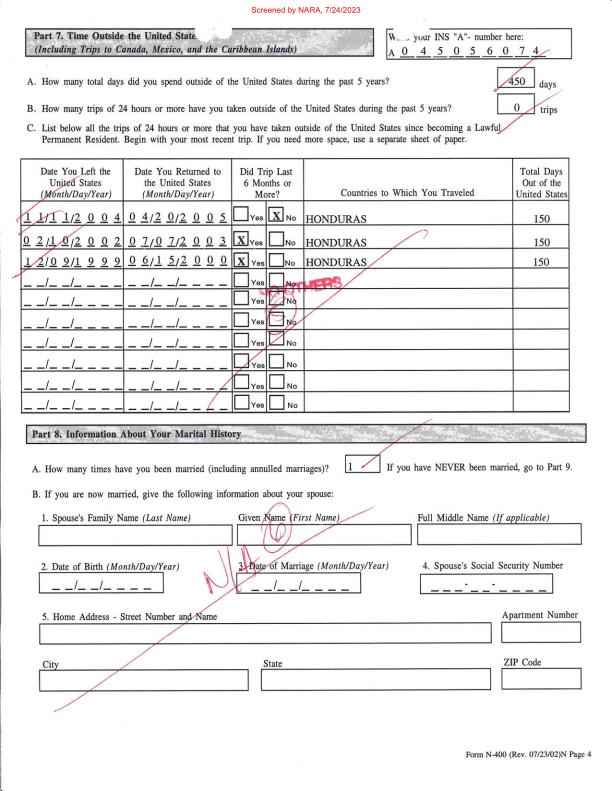 Screened by NARA, 7/24/2023
Part 7. Time Outside the United State
(Including Trips to Canada, Mexico, and the Caribbean Islands)
your INS "A"- number here:
A 0 4 5 0 5 6 0 7 4
A. How many total days did you spend outside of the United States during the past 5 years? 450 days
B. How many trips of 24 hours or more have you taken outside of the United States during the past 5 years? 0 trips
C. List below all the trips of 24 hours or more that you have taken outside of the United States since becoming a Lawful
Permanent Resident. Begin with your most recent trip. If you need more space, use a separate sheet of paper.
Date You Left the United States (Month/Day/Year) Date You Returned to the United States (Month/Day/Year) Did Trip Last 6 Months or More? Countries to Which You Traveled Total Days Out of the United States
1 1/1 1/2 0 0 4 0 4/2 0/2 0 0 5 Yes X No HONDURAS 150
0 2/1 0/2 0 0 2 0 7/0 7/2 0 0 3 X Yes No HONDURAS 150
1 2/0 9/1 9 9 9 0 6/1 5/2 0 0 0 X Yes No HONDURAS 150
_ _/_ _/_ _ _ _ _ _/_ _/_ _ _ _ Yes No
OTHERS
_ _/_ _/_ _ _ _ _ _/_ _/_ _ _ _ Yes No
_ _/_ _/_ _ _ _ _ _/_ _/_ _ _ _ Yes No
_ _/_ _/_ _ _ _ _ _/_ _/_ _ _ _ Yes No
_ _/_ _/_ _ _ _ _ _/_ _/_ _ _ _ Yes No
_ _/_ _/_ _ _ _ _ _/_ _/_ _ _ _ Yes No
_ _/_ _/_ _ _ _ _ _/_ _/_ _ _ _ Yes No
Part 8. Information About Your Marital History
A. How many times have you been married (including annulled marriages)? 1 If you have NEVER been married, go to Part 9.
B. If you are now married, give the following information about your spouse:
1. Spouse's Family Name (Last Name) Given Name (First Name) Full Middle Name (If applicable)
N/A 6
2. Date of Birth (Month/Day/Year) 3. Date of Marriage (Month/Day/Year) 4. Spouse's Social Security Number
_ _/_ _/_ _ _ _ _ _/_ _/_ _ _ _ _ _ _-_ _-_ _ _ _
5. Home Address - Street Number and Name Apartment Number
City State ZIP Code
Form N-400 (Rev. 07/23/02)N Page 4